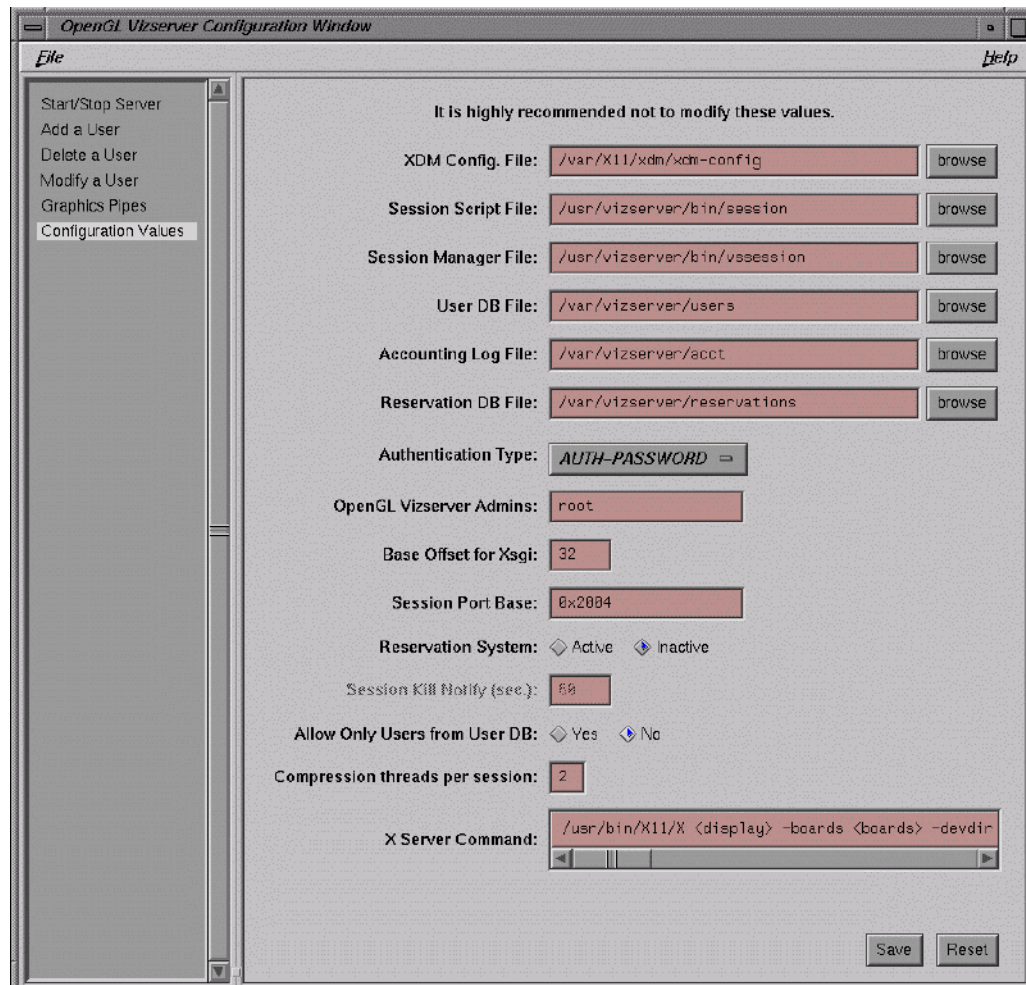 OpenGL Vizserver Configuration Window
File Help
Start/Stop Server
Add a User
Delete a User
Modify a User
Graphics Pipes
Configuration Values
It is highly recommended not to modify these values.
XDM Config. File: /var/X11/xdm/xdm-config browse
Session Script File: /usr/vizserver/bin/session browse
Session Manager File: /usr/vizserver/bin/vssession browse
User DB File: /var/vizserver/users browse
Accounting Log File: /var/vizserver/acct browse
Reservation DB File: /var/vizserver/reservations browse
Authentication Type: AUTH-PASSWORD
OpenGL Vizserver Admins: root
Base Offset for Xsgi: 32
Session Port Base: 0x2004
Reservation System: Active Inactive
Session Kill Notify (sec.): 60
Allow Only Users from User DB: Yes No
Compression threads per session: 2
X Server Command: /usr/bin/X11/X <display> -boards <boards> -devdir
Save Reset